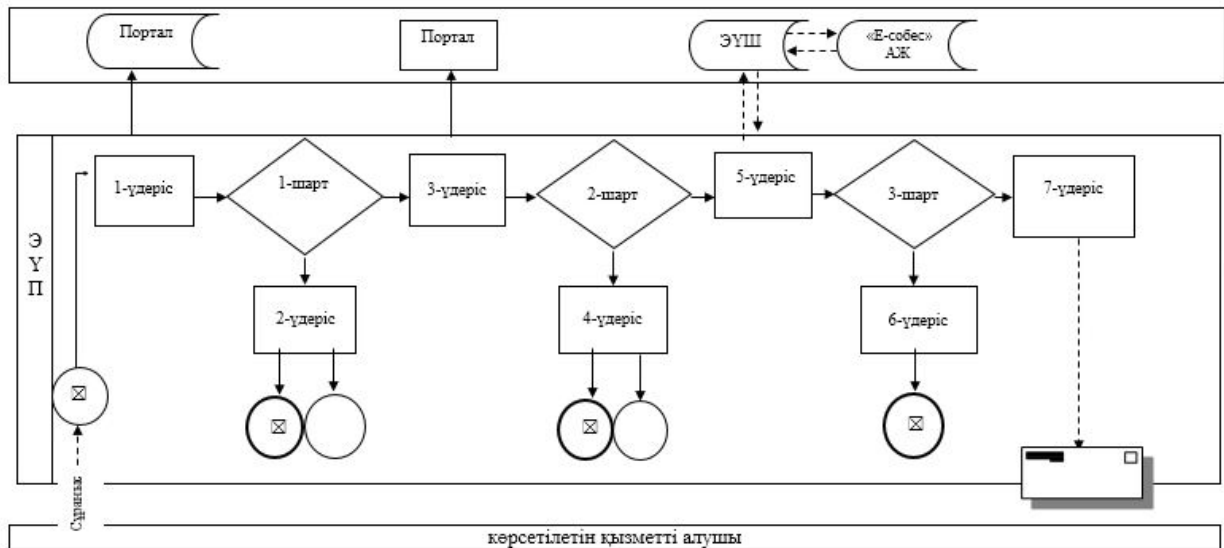 Портал
Портал
ЭҮШ
«Е-собес»
АЖ
1-үдеріс
1-шарт
3-үдеріс
2-шарт
5-үдеріс
3-шарт
7-үдеріс
Э
Ү
П
2-үдеріс
4-үдеріс
6-үдеріс
Сұраныс
көрсетілетін қызметті алушы